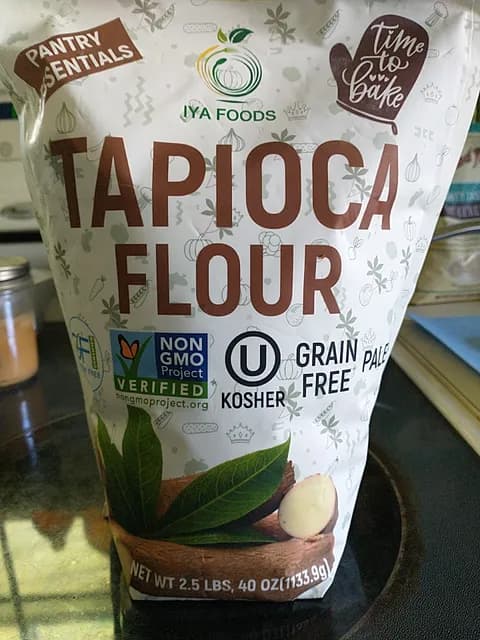 PANTRY
ESSENTIALS
time
to
bake
IYA FOODS
TAPIOCA
FLOUR
NON
GMO
Project
VERIFIED
nongmoproject.org
U
KOSHER
GRAIN
FREE
PALE
NET WT 2.5 LBS, 40 OZ(1133.9g)